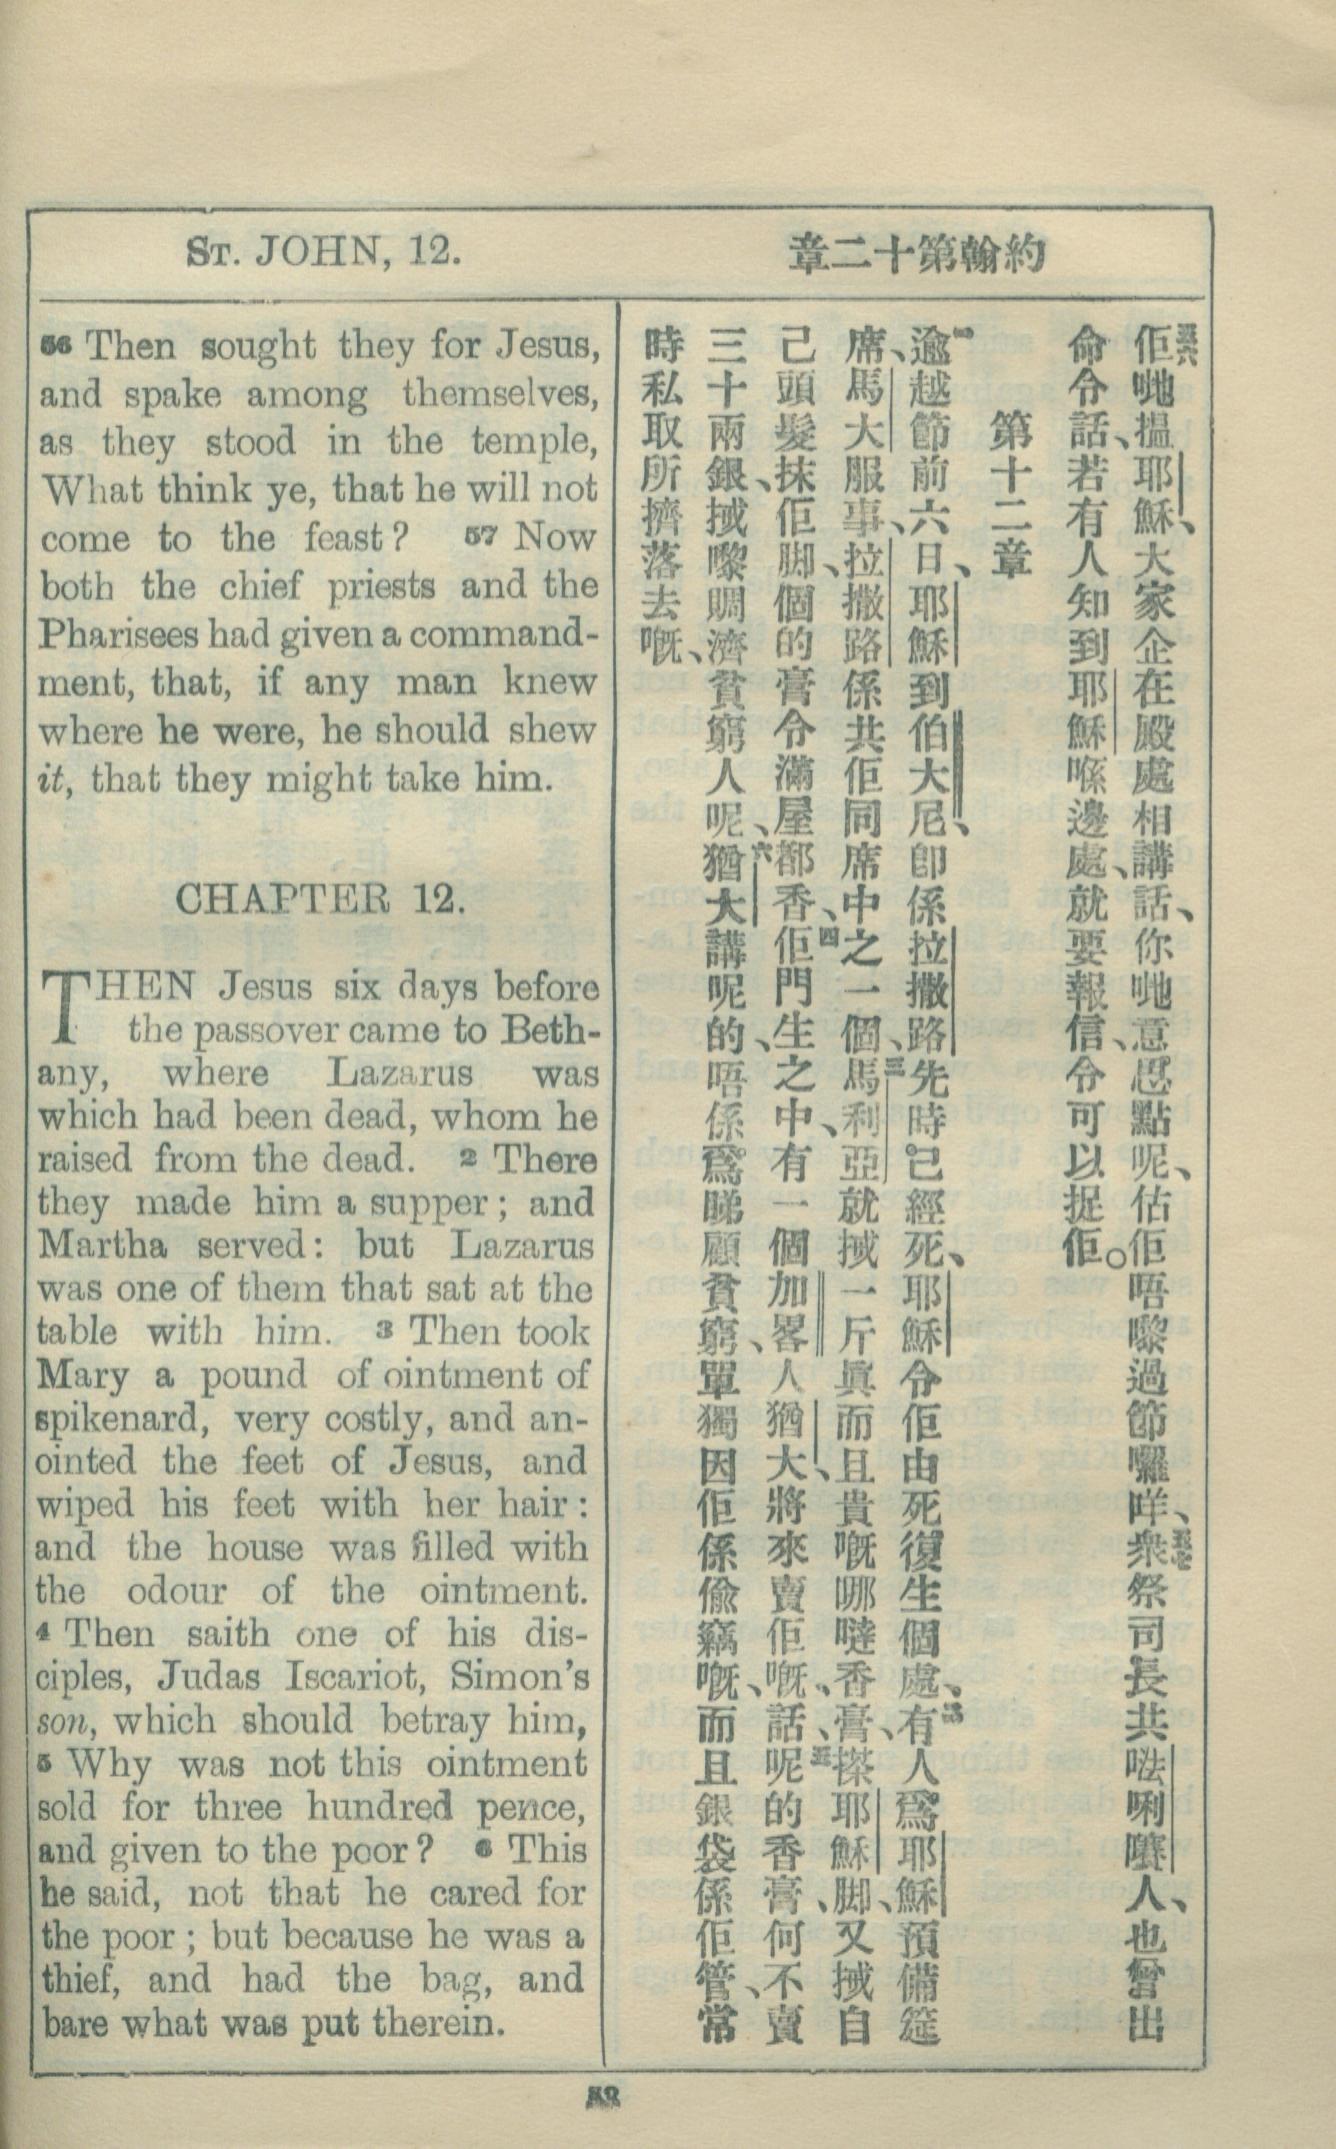 ST. JOHN, 12.
章二十第翰約
56 Then sought they for Jesus,
and spake among themselves,
as they stood in the temple,
What think ye, that he will not
come to the feast? 57 Now
both the chief priests and the
Pharisees had given a command-
ment, that, if any man knew
where he were, he should shew
it, that they might take him.
CHAPTER 12.
THEN Jesus six days before
the passover came to Beth-
any, where Lazarus was
which had been dead, whom he
raised from the dead. 2 There
they made him a supper; and
Martha served: but Lazarus
was one of them that sat at the
table with him. 3 Then took
Mary a pound of ointment of
spikenard, very costly, and an-
ointed the feet of Jesus, and
wiped his feet with her hair:
and the house was filled with
the odour of the ointment.
4 Then saith one of his dis-
ciples, Judas Iscariot, Simon's
son, which should betray him,
5 Why was not this ointment
sold for three hundred pence,
and given to the poor? 6 This
he said, not that he cared for
the poor; but because he was a
thief, and had the bag, and
bare what was put therein.
五六佢哋搵耶穌、大家企在殿處相講話、你哋意思點呢、估佢唔嚟過節囉咩、五七衆祭司長共𠵽唎㘔人、也曾出
命令話、若有人知到耶穌喺邊處、就要報信、令可以捉佢。
第十二章
一逾越節前六日、耶穌到伯大尼、卽係拉撒路先時已經死、耶穌令佢由死復生個處、二有人爲耶穌預備筵
席、馬大服事、拉撒路係共佢同席中之一個、三馬利亞就掝一斤眞而且貴嘅哪噠香膏、搽耶穌脚、又掝自
己頭髮抹佢脚、個的膏令滿屋都香、四佢門生之中、有一個加畧人猶大、將來賣佢嘅、話、五呢的香膏、何不賣
三十兩銀、掝嚟賙濟貧窮人呢、六猶大講呢的、唔係爲睇顧貧窮、單獨因佢係偸竊嘅、而且銀袋係佢管、常
時私取所擠落去嘅、
52